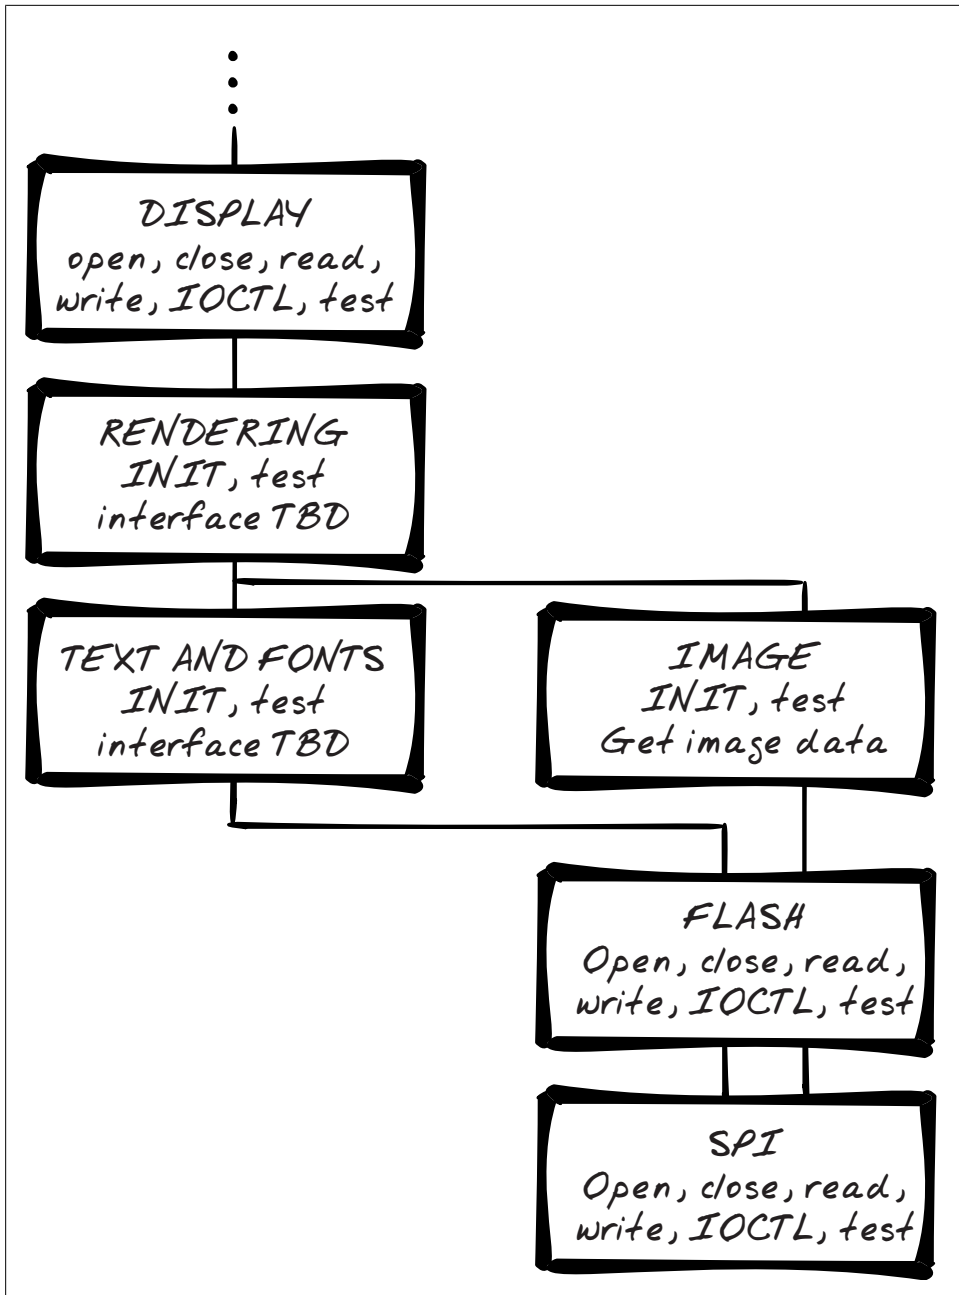 DISPLAY
open, close, read,
write, IOCTL, test
RENDERING
INIT, test
interface TBD
TEXT AND FONTS
INIT, test
interface TBD
IMAGE
INIT, test
Get image data
FLASH
Open, close, read,
write, IOCTL, test
SPI
Open, close, read,
write, IOCTL, test